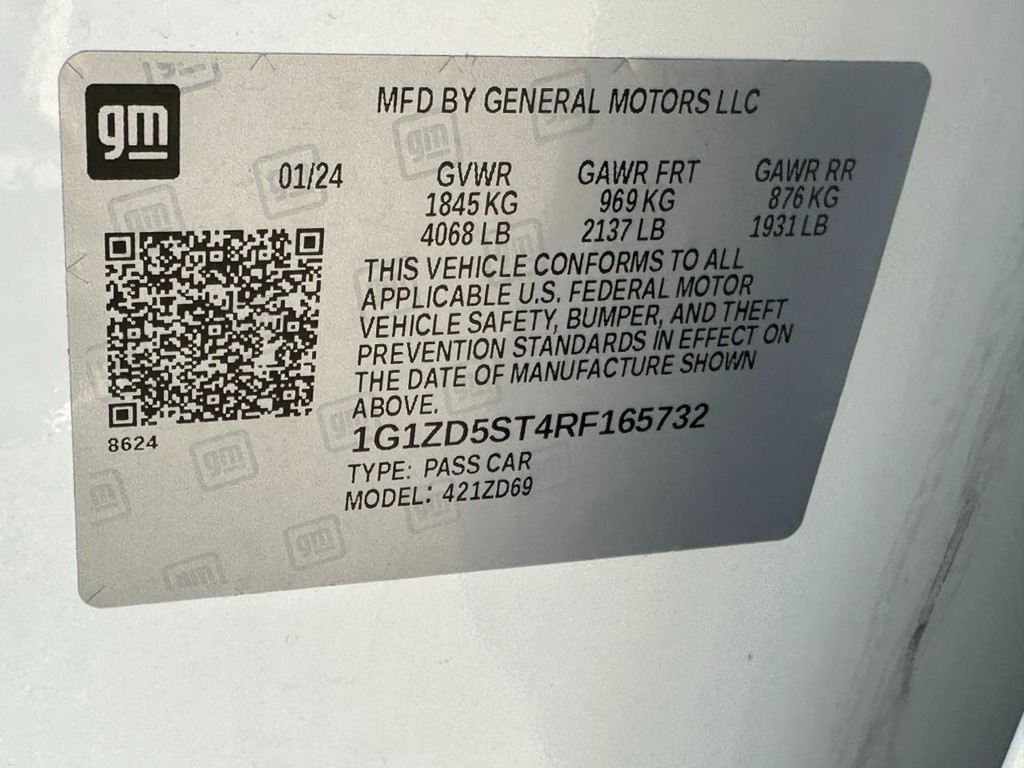 gm
MFD BY GENERAL MOTORS LLC
01/24 GVWR GAWR FRT GAWR RR
1845 KG 969 KG 876 KG
4068 LB 2137 LB 1931 LB
THIS VEHICLE CONFORMS TO ALL
APPLICABLE U.S. FEDERAL MOTOR
VEHICLE SAFETY, BUMPER, AND THEFT
PREVENTION STANDARDS IN EFFECT ON
THE DATE OF MANUFACTURE SHOWN
ABOVE.
8624
1G1ZD5ST4RF165732
TYPE: PASS CAR
MODEL: 421ZD69